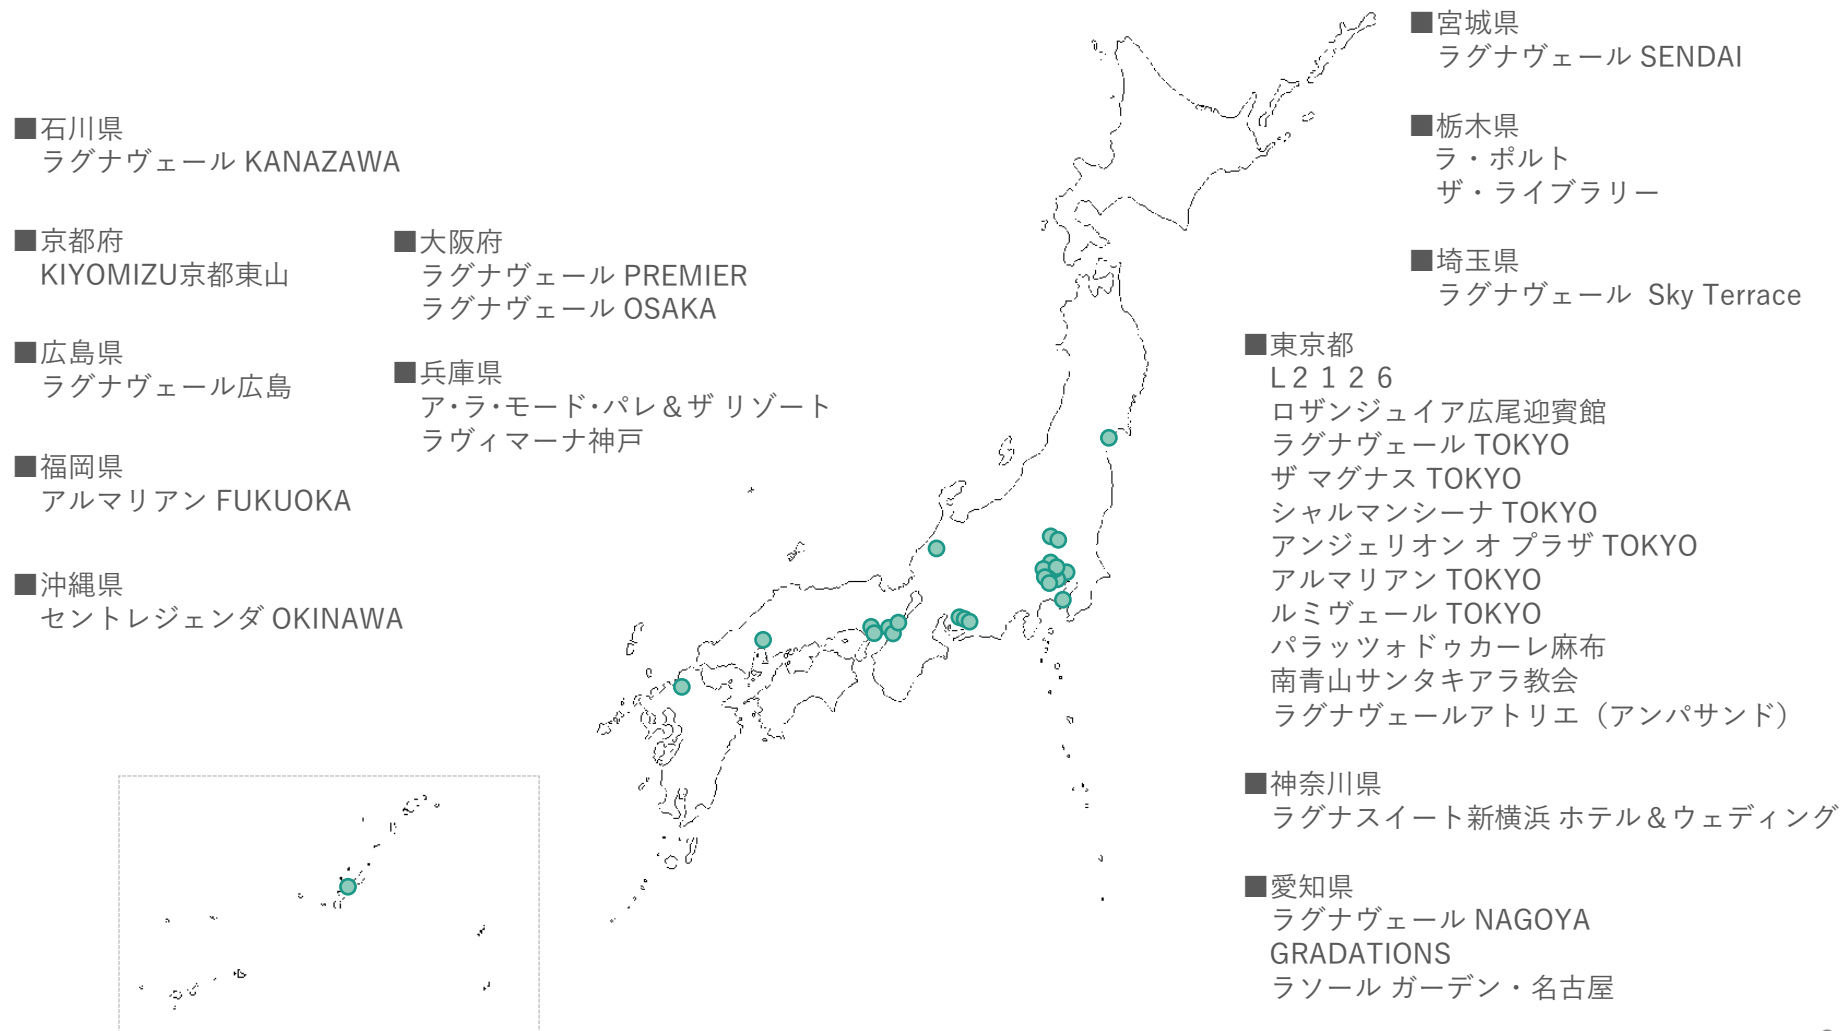 ■石川県
ラグナヴェール KANAZAWA
■京都府
KIYOMIZU京都東山
■広島県
ラグナヴェール広島
■福岡県
アルマリアン FUKUOKA
■沖縄県
セントレジェンダ OKINAWA
■大阪府
ラグナヴェール PREMIER
ラグナヴェール OSAKA
■兵庫県
ア・ラ・モード・パレ＆ザ リゾート
ラヴィマーナ神戸
■宮城県
ラグナヴェール SENDAI
■栃木県
ラ・ポルト
ザ・ライブラリー
■埼玉県
ラグナヴェール Sky Terrace
■東京都
L２１２６
ロザンジュイア広尾迎賓館
ラグナヴェール TOKYO
ザ マグナス TOKYO
シャルマンシーナ TOKYO
アンジェリオン オ プラザ TOKYO
アルマリアン TOKYO
ルミヴェール TOKYO
パラッツォドゥカーレ麻布
南青山サンタキアラ教会
ラグナヴェールアトリエ（アンパサンド）
■神奈川県
ラグナスイート新横浜 ホテル＆ウェディング
■愛知県
ラグナヴェール NAGOYA
GRADATIONS
ラソール ガーデン・名古屋